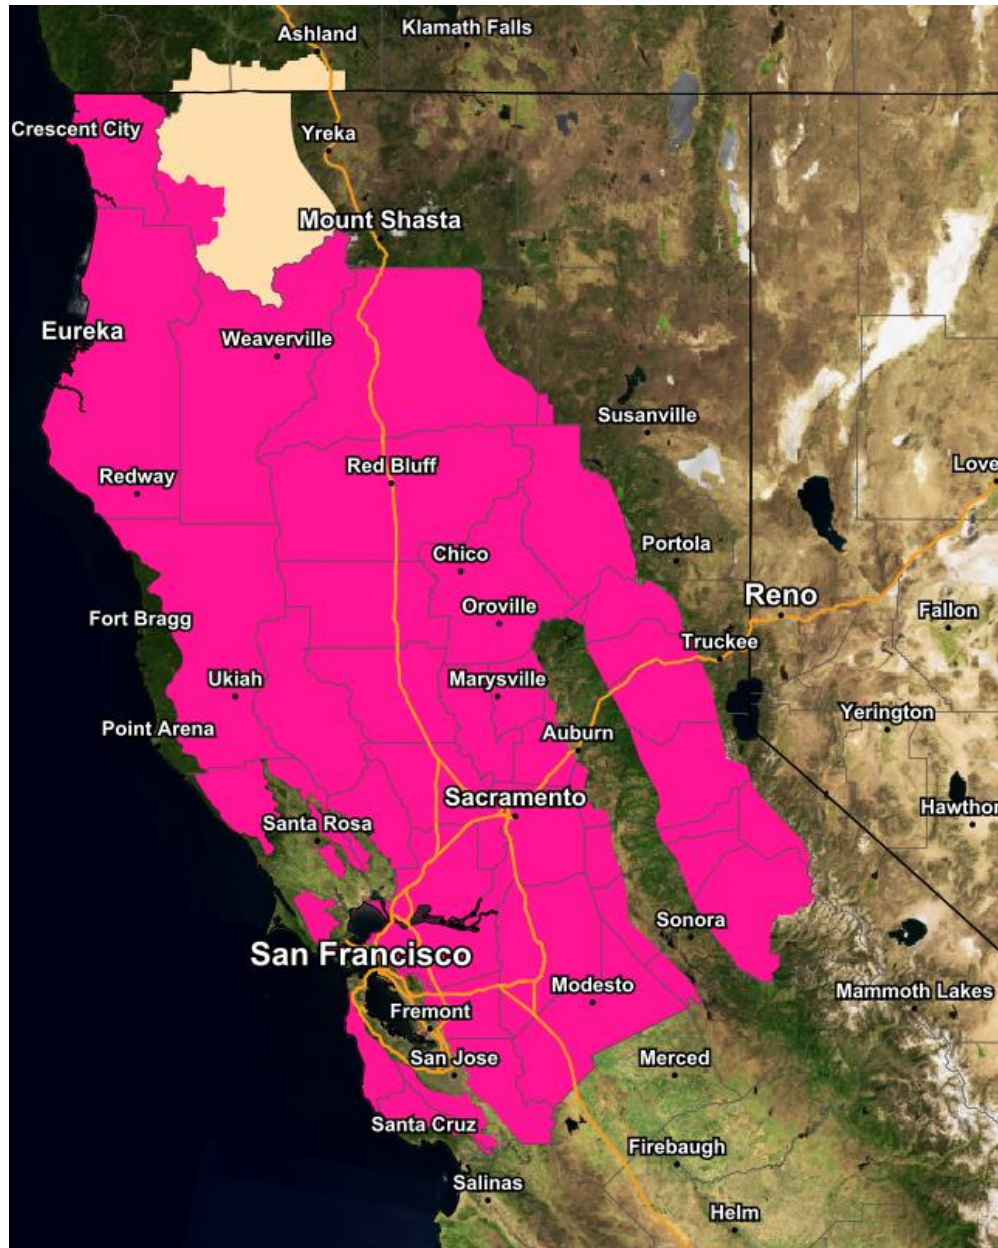 Ashland
Klamath Falls
Crescent City
Yreka
Mount Shasta
Eureka
Weaverville
Susanville
Redway
Red Bluff
Love
Chico
Portola
Oroville
Reno
Fort Bragg
Fallon
Truckee
Ukiah
Marysville
Yerington
Point Arena
Auburn
Sacramento
Hawthor
Santa Rosa
Sonora
San Francisco
Modesto
Mammoth Lakes
Fremont
San Jose
Merced
Santa Cruz
Firebaugh
Salinas
Helm